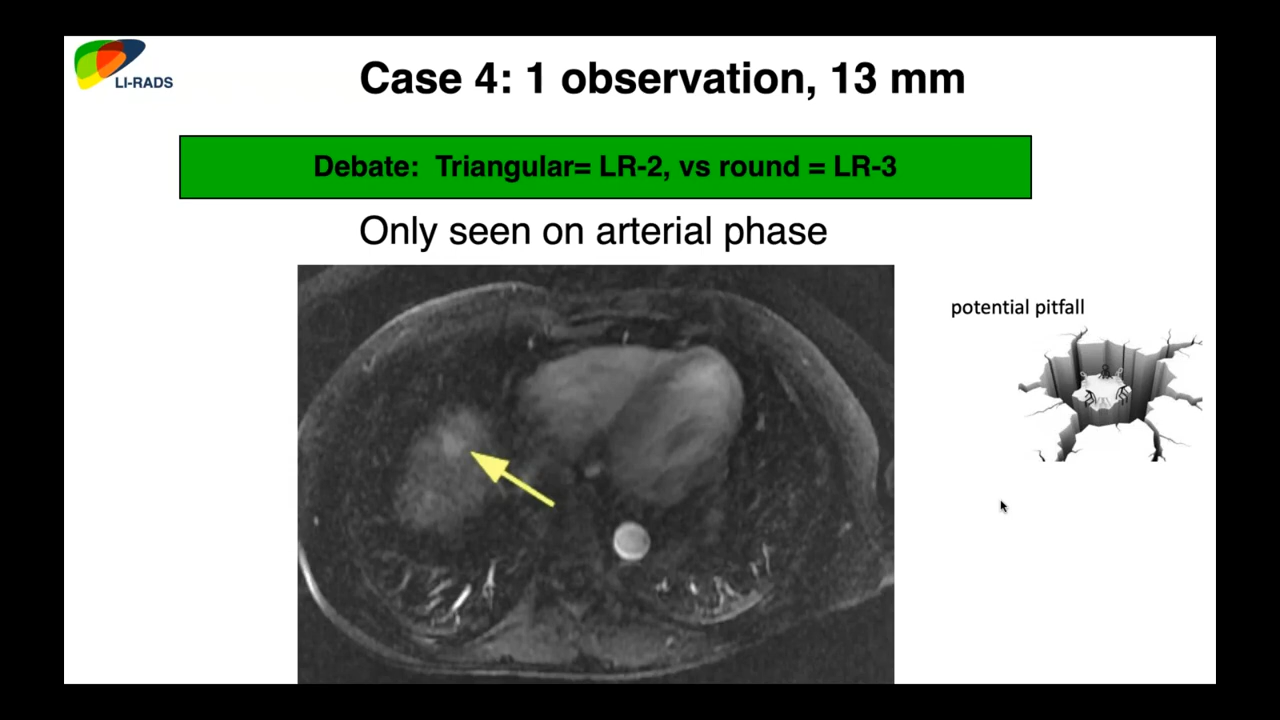 LI-RADS
Case 4: 1 observation, 13 mm
Debate: Triangular= LR-2, vs round = LR-3
Only seen on arterial phase
potential pitfall